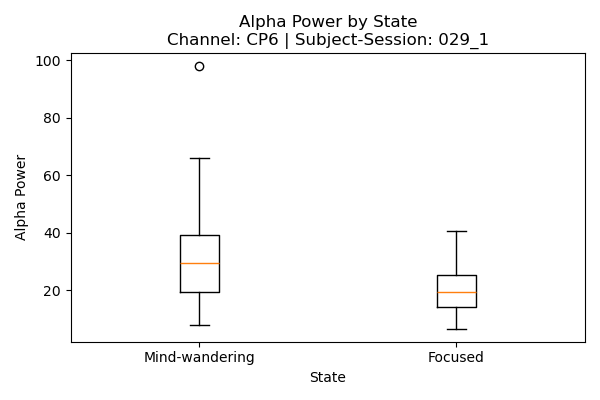 Alpha Power by State
Channel: CP6 | Subject-Session: 029_1
100
80
60
40
20
Alpha Power
Mind-wandering
Focused
State